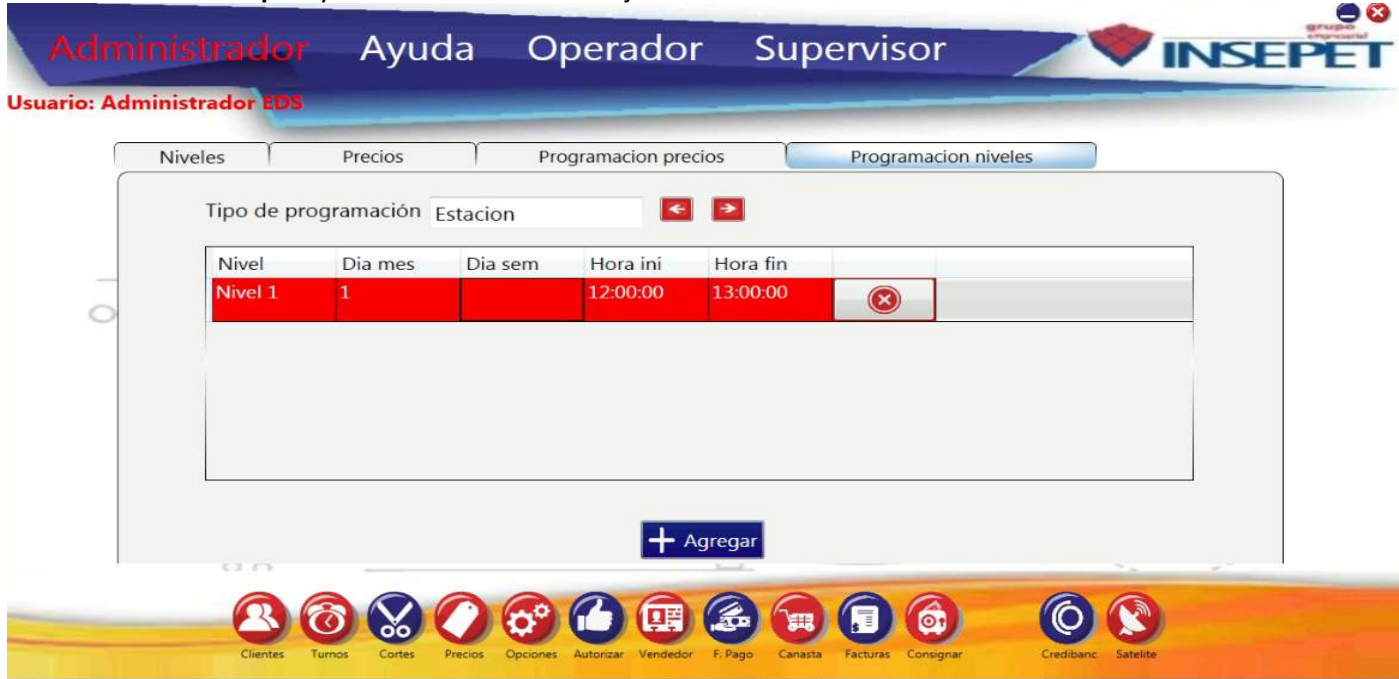 Administrador Ayuda Operador Supervisor
grupo
empresarial
INSEPET
Usuario: Administrador EDS
Niveles Precios Programacion precios Programacion niveles
Tipo de programación Estacion
Nivel Dia mes Dia sem Hora ini Hora fin
Nivel 1 1 12:00:00 13:00:00
+ Agregar
Clientes Turnos Cortes Precios Opciones Autorizar Vendedor F. Pago Canasta Facturas Consignar Credibanc Satelite